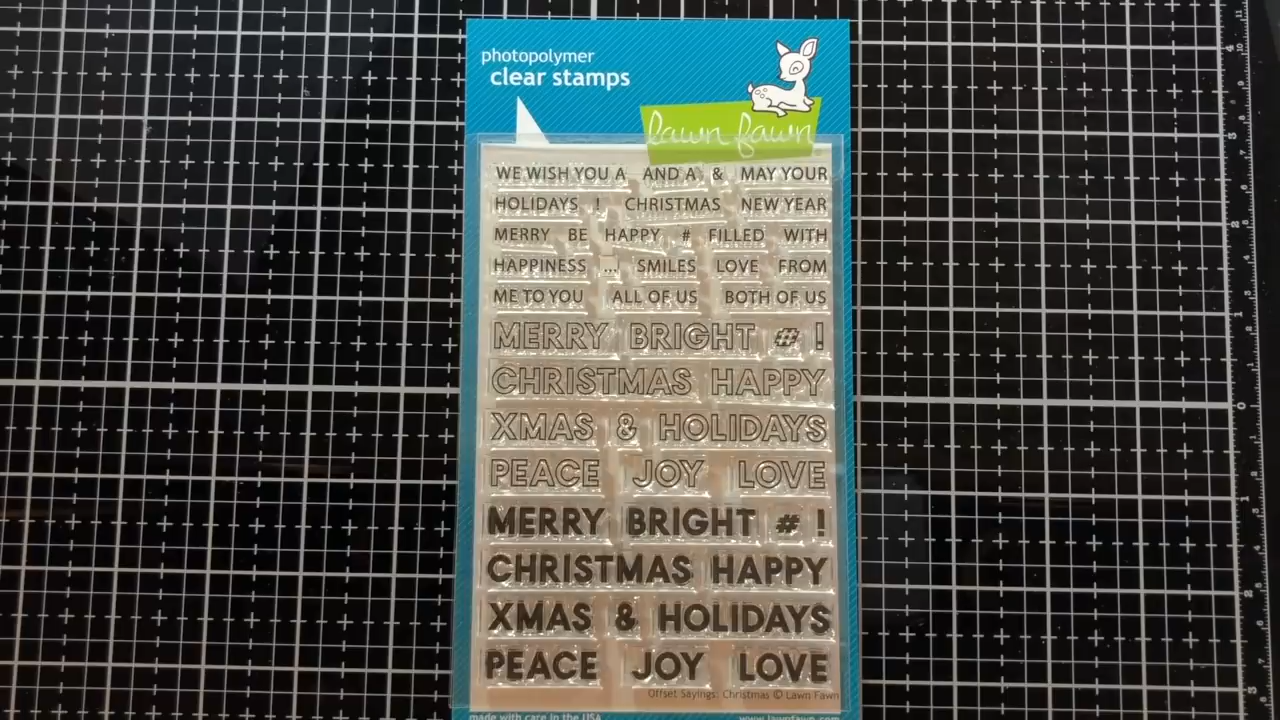 photopolymer
clear stamps
lawn fawn
WE WISH YOU A AND A & MAY YOUR
HOLIDAYS ! CHRISTMAS NEW YEAR
MERRY BE HAPPY # FILLED WITH
HAPPINESS ... SMILES LOVE FROM
ME TO YOU ALL OF US BOTH OF US
MERRY BRIGHT # !
CHRISTMAS HAPPY
XMAS & HOLIDAYS
PEACE JOY LOVE
MERRY BRIGHT # !
CHRISTMAS HAPPY
XMAS & HOLIDAYS
PEACE JOY LOVE
Offset Sayings: Christmas © Lawn Fawn
made with care in the USA www.lawnfawn.com